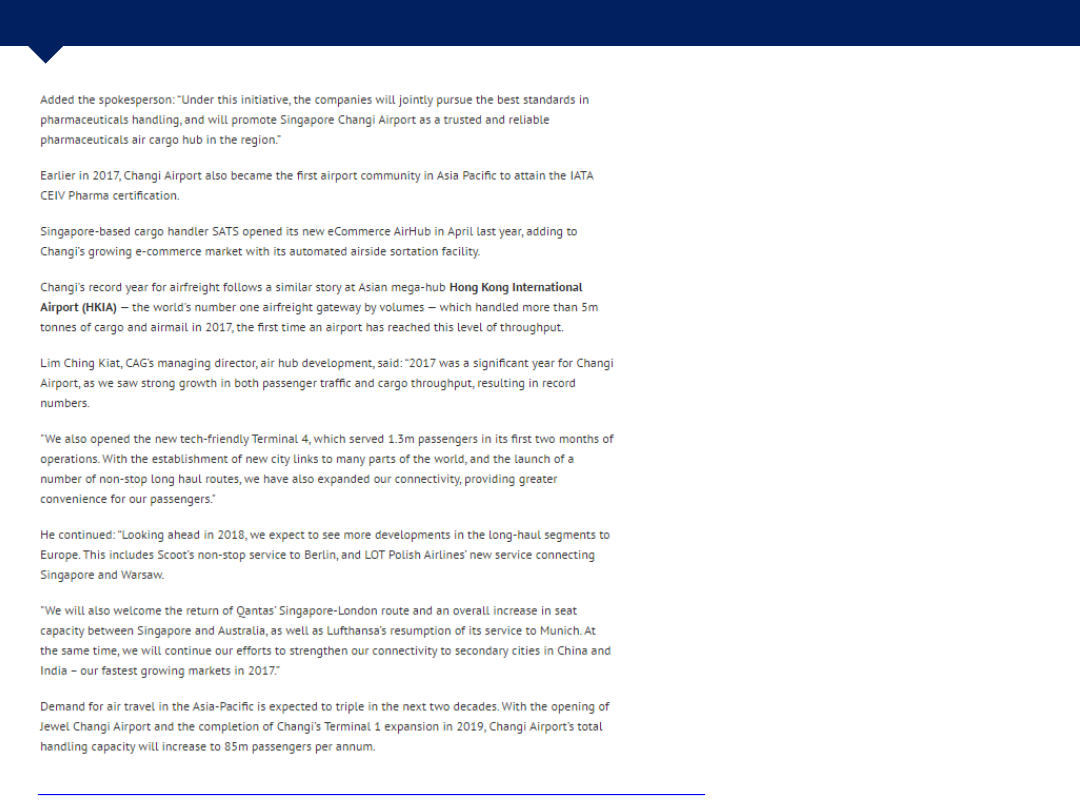 Added the spokesperson: "Under this initiative, the companies will jointly pursue the best standards in
pharmaceuticals handling, and will promote Singapore Changi Airport as a trusted and reliable
pharmaceuticals air cargo hub in the region."
Earlier in 2017, Changi Airport also became the first airport community in Asia Pacific to attain the IATA
CEIV Pharma certification.
Singapore-based cargo handler SATS opened its new eCommerce AirHub in April last year, adding to
Changi's growing e-commerce market with its automated airside sortation facility.
Changi's record year for airfreight follows a similar story at Asian mega-hub Hong Kong International
Airport (HKIA) — the world's number one airfreight gateway by volumes — which handled more than 5m
tonnes of cargo and airmail in 2017, the first time an airport has reached this level of throughput.
Lim Ching Kiat, CAG's managing director, air hub development, said: "2017 was a significant year for Changi
Airport, as we saw strong growth in both passenger traffic and cargo throughput, resulting in record
numbers.
"We also opened the new tech-friendly Terminal 4, which served 1.3m passengers in its first two months of
operations. With the establishment of new city links to many parts of the world, and the launch of a
number of non-stop long haul routes, we have also expanded our connectivity, providing greater
convenience for our passengers."
He continued: "Looking ahead in 2018, we expect to see more developments in the long-haul segments to
Europe. This includes Scoot's non-stop service to Berlin, and LOT Polish Airlines' new service connecting
Singapore and Warsaw.
"We will also welcome the return of Qantas' Singapore-London route and an overall increase in seat
capacity between Singapore and Australia, as well as Lufthansa's resumption of its service to Munich. At
the same time, we will continue our efforts to strengthen our connectivity to secondary cities in China and
India – our fastest growing markets in 2017."
Demand for air travel in the Asia-Pacific is expected to triple in the next two decades. With the opening of
Jewel Changi Airport and the completion of Changi's Terminal 1 expansion in 2019, Changi Airport's total
handling capacity will increase to 85m passengers per annum.